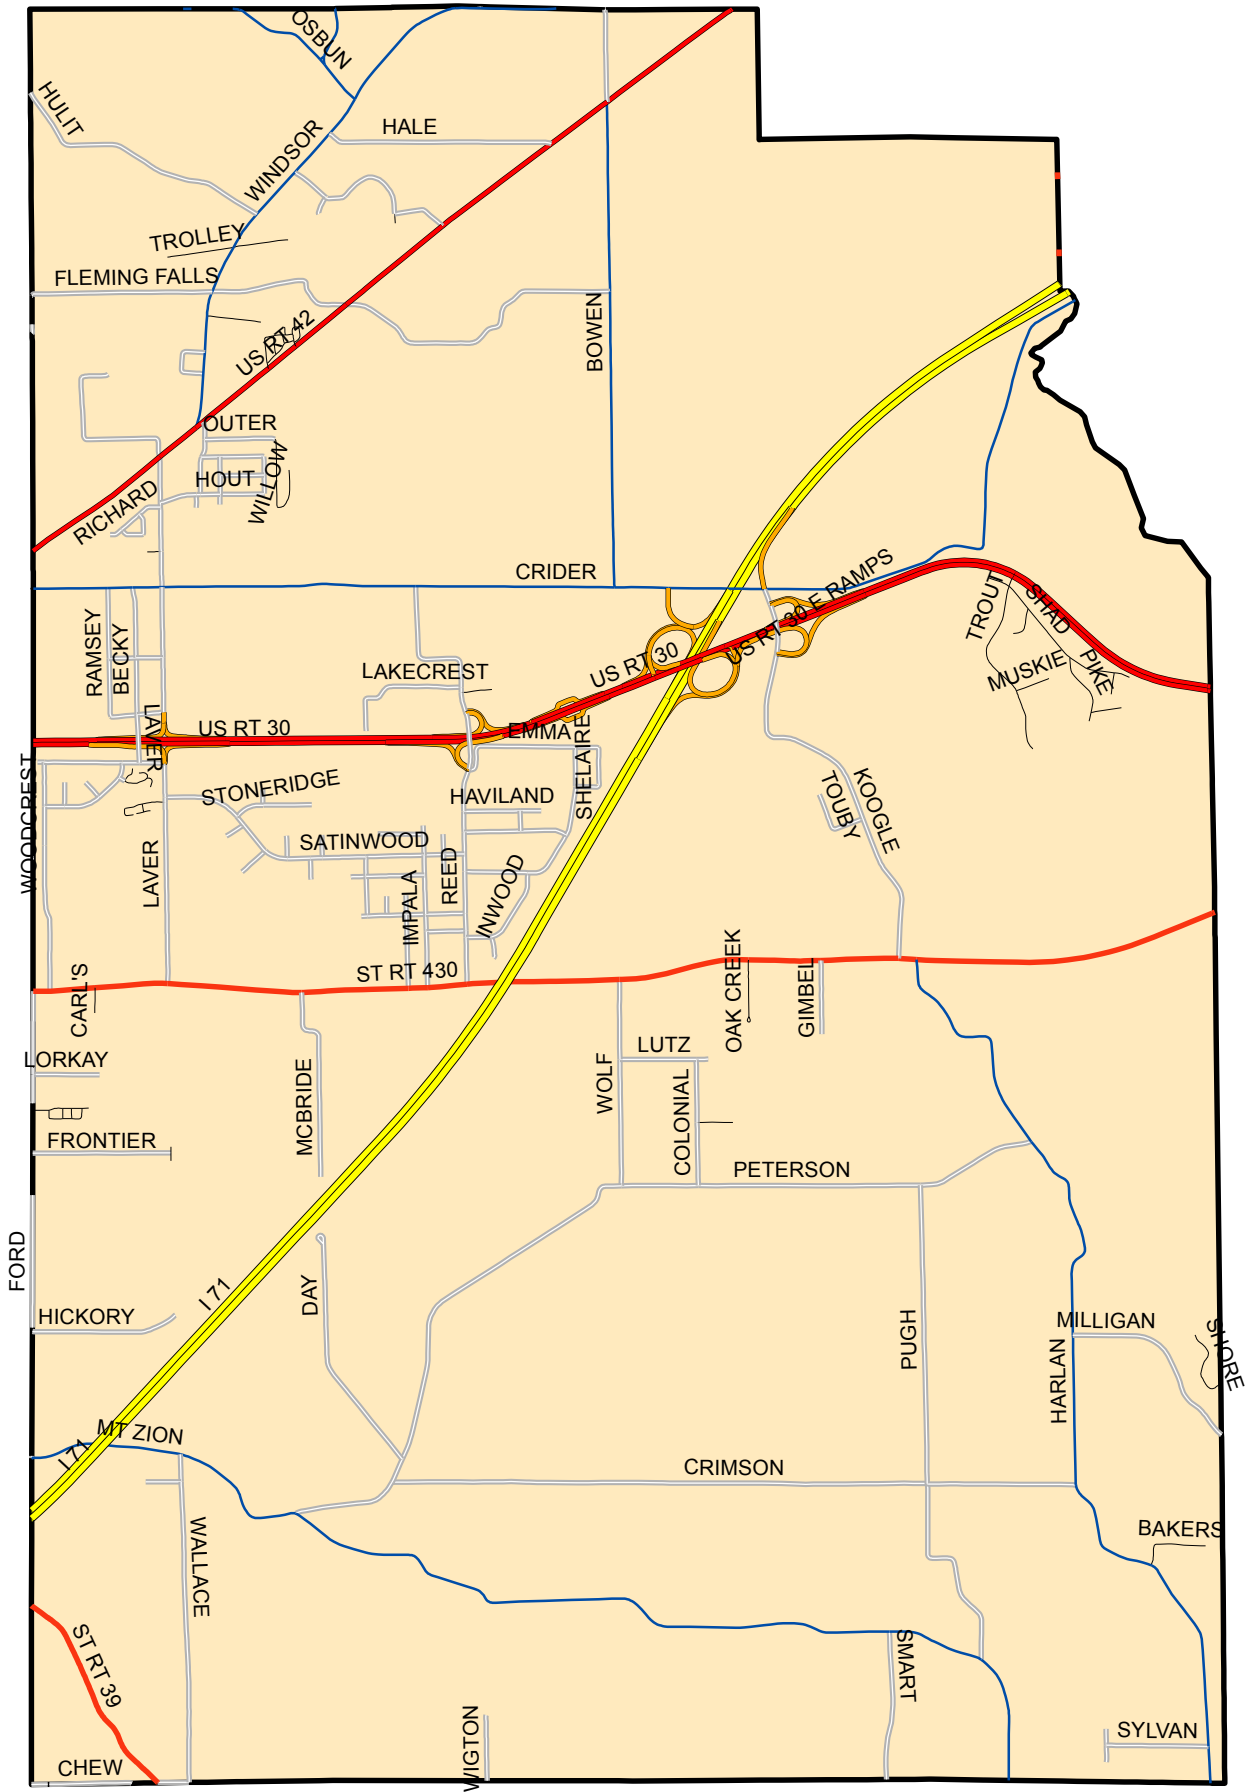 OSBUN
HULIT
HALE
WINDSOR
TROLLEY
FLEMING FALLS
US RT 42
BOWEN
OUTER
HOUT
WILLOW
RICHARD
CRIDER
US RT 30 E RAMPS
TROUT
SHAD
MUSKIE
PIKE
RAMSEY
BECKY
LAKECREST
US RT 30
LAVER
US RT 30
EMMA
SHELAIRE
WOODCREST
STONERIDGE
HAVILAND
TOUBY
KOOGLE
SATINWOOD
LAVER
REED
IMPALA
INWOOD
ST RT 430
CARL'S
OAK CREEK
GIMBEL
LORKAY
MCBRIDE
WOLF
LUTZ
COLONIAL
FRONTIER
PETERSON
FORD
I 71
DAY
HICKORY
PUGH
HARLAN
MILLIGAN
SHORE
MT ZION
I 71
CRIMSON
WALLACE
BAKERS
ST RT 39
SMART
WIGTON
SYLVAN
CHEW